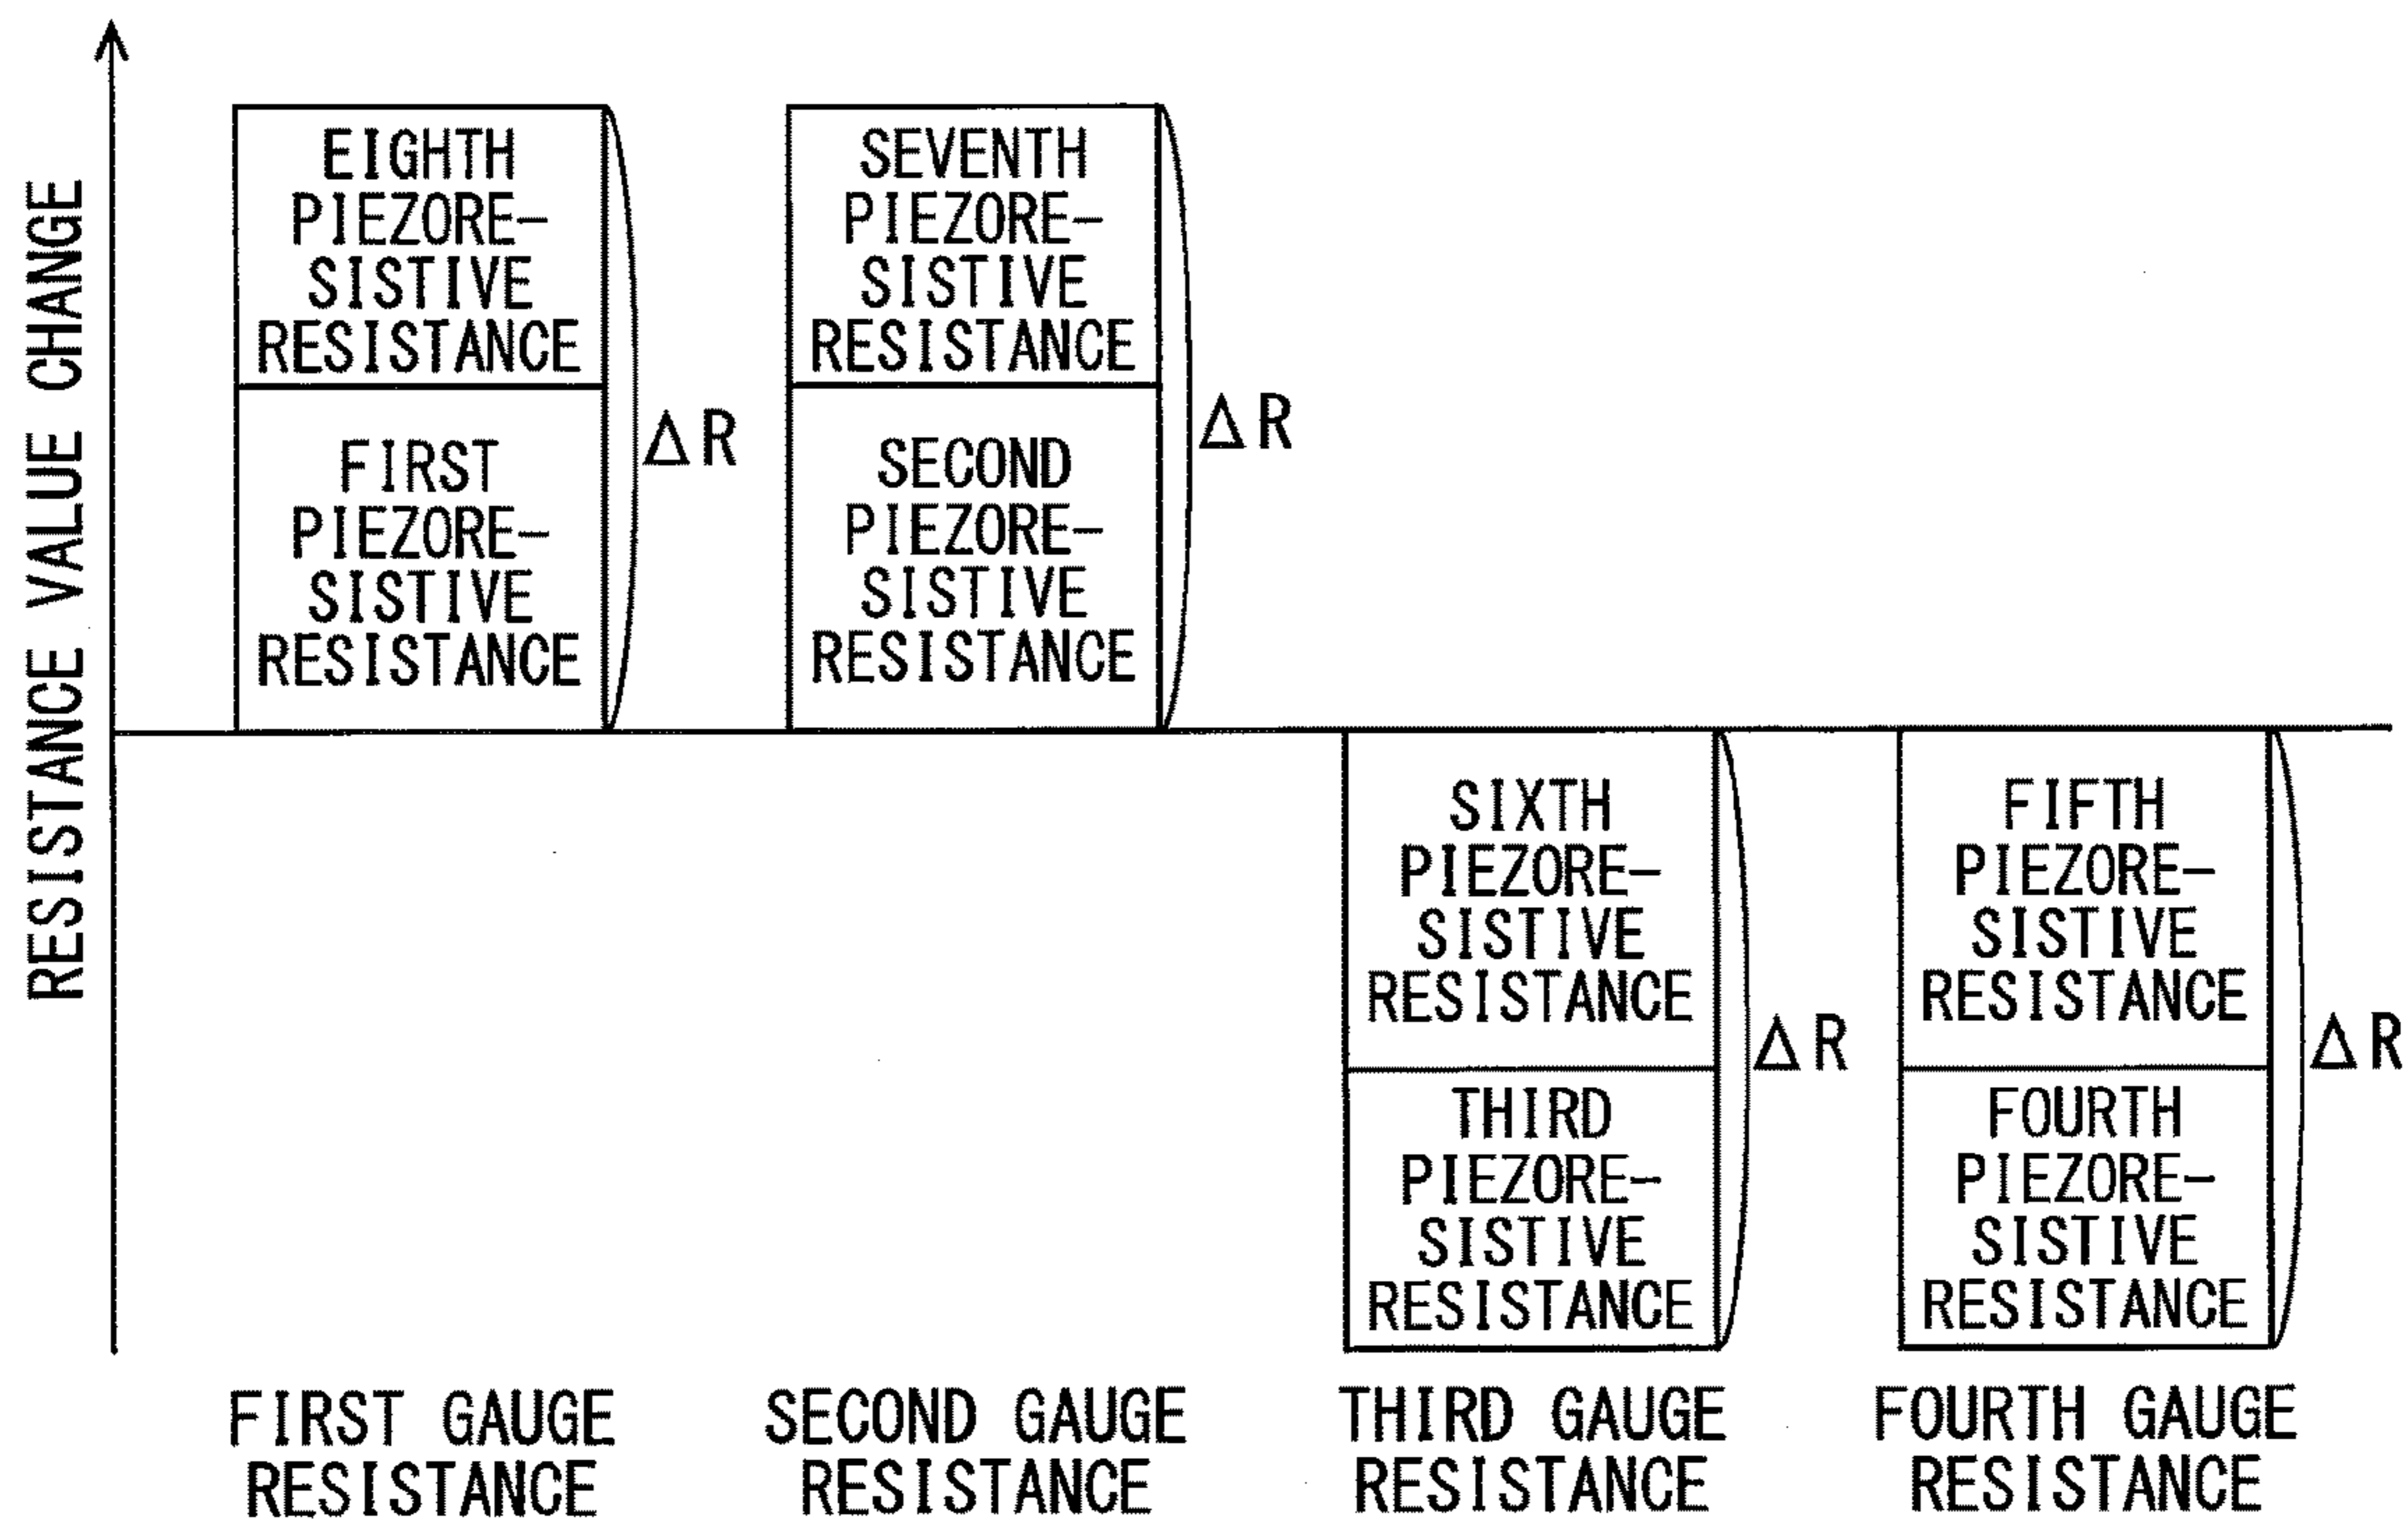 RESISTANCE VALUE CHANGE
EIGHTH
PIEZORE-
SISTIVE
RESISTANCE
FIRST
PIEZORE-
SISTIVE
RESISTANCE
ΔR
SEVENTH
PIEZORE-
SISTIVE
RESISTANCE
SECOND
PIEZORE-
SISTIVE
RESISTANCE
ΔR
SIXTH
PIEZORE-
SISTIVE
RESISTANCE
THIRD
PIEZORE-
SISTIVE
RESISTANCE
ΔR
FIFTH
PIEZORE-
SISTIVE
RESISTANCE
FOURTH
PIEZORE-
SISTIVE
RESISTANCE
ΔR
FIRST GAUGE
RESISTANCE
SECOND GAUGE
RESISTANCE
THIRD GAUGE
RESISTANCE
FOURTH GAUGE
RESISTANCE